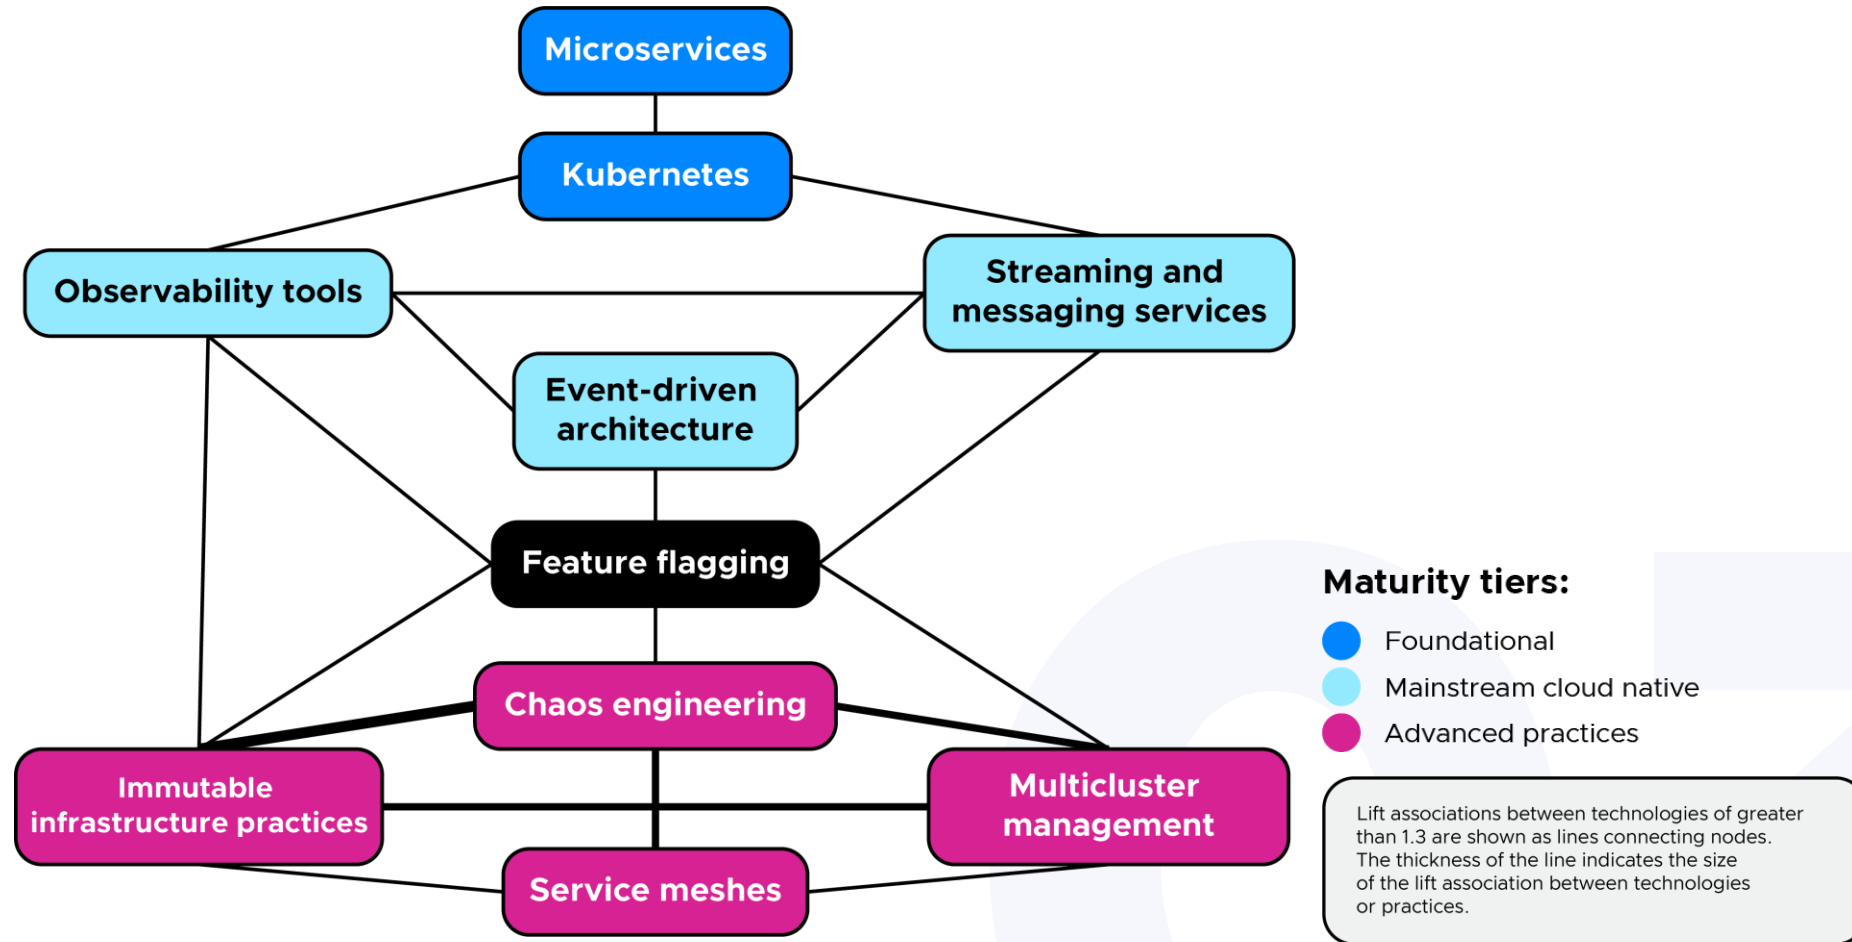 Microservices
Kubernetes
Observability tools
Streaming and
messaging services
Event-driven
architecture
Feature flagging
Chaos engineering
Immutable
infrastructure practices
Multicluster
management
Service meshes
Maturity tiers:
Foundational
Mainstream cloud native
Advanced practices
Lift associations between technologies of greater
than 1.3 are shown as lines connecting nodes.
The thickness of the line indicates the size
of the lift association between technologies
or practices.